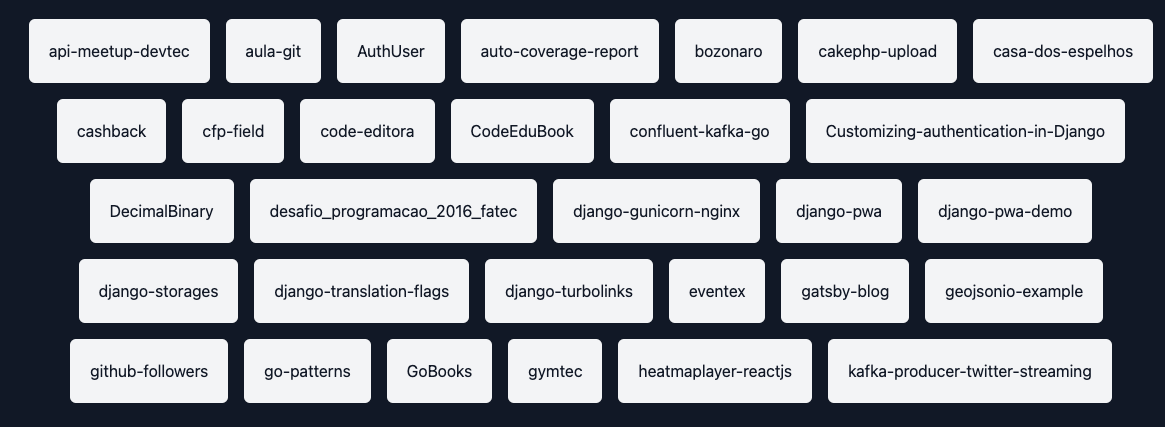 api-meetup-devtec aula-git AuthUser auto-coverage-report bozonaro cakephp-upload casa-dos-espelhos
cashback cfp-field code-editora CodeEduBook confluent-kafka-go Customizing-authentication-in-Django
DecimalBinary desafio_programacao_2016_fatec django-gunicorn-nginx django-pwa django-pwa-demo
django-storages django-translation-flags django-turbolinks eventex gatsby-blog geojsonio-example
github-followers go-patterns GoBooks gymtec heatmaplayer-reactjs kafka-producer-twitter-streaming